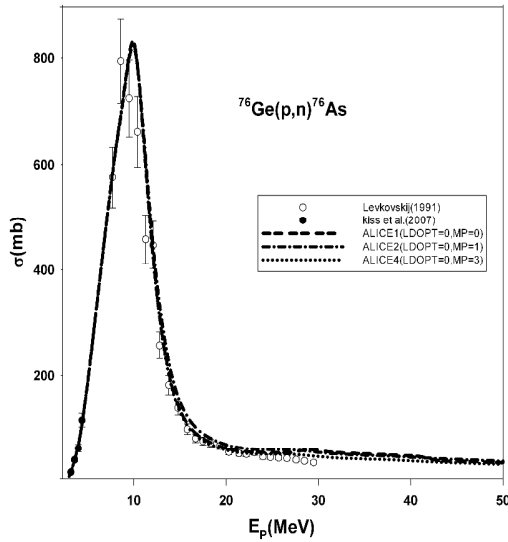 ⁷⁶Ge(p,n)⁷⁶As
800
600
400
200
σ(mb)
Levkovskij(1991)
kiss et al.(2007)
ALICE1(LDOPT=0,MP=0)
ALICE2(LDOPT=0,MP=1)
ALICE4(LDOPT=0,MP=3)
10 20 30 40 50
Eₚ(MeV)